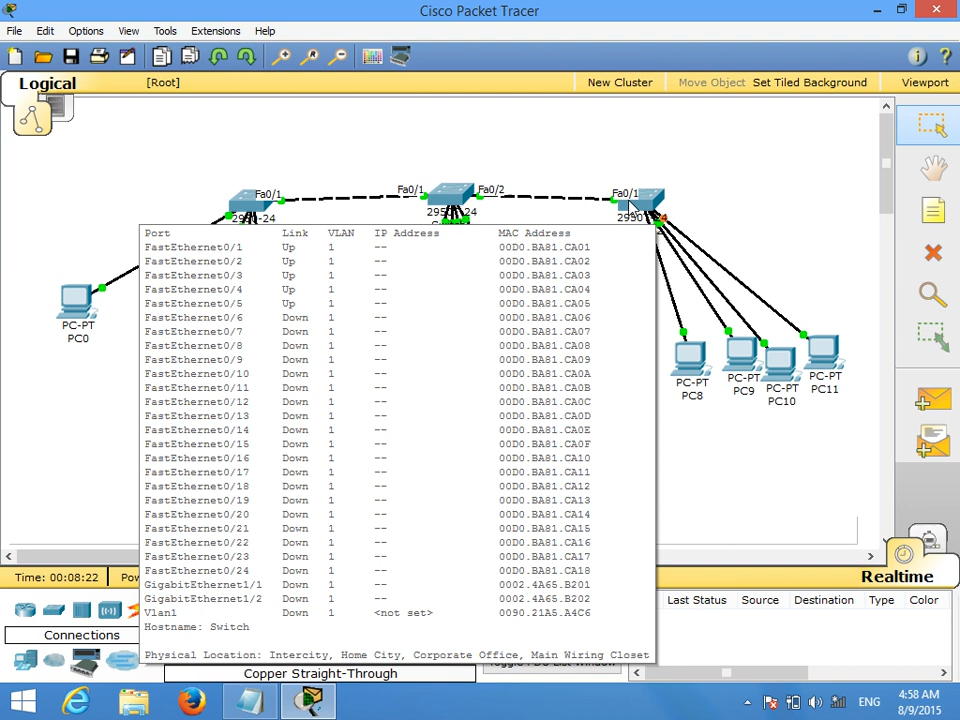 Cisco Packet Tracer
File Edit Options View Tools Extensions Help
Logical [Root] New Cluster Move Object Set Tiled Background Viewport
Fa0/1 Fa0/1 Fa0/2 Fa0/1
2950-24 2950-24 2950-24
PC-PT
PC0
PC-PT
PC8
PC-PT
PC9
PC-PT
PC10
PC-PT
PC11
Port Link VLAN IP Address MAC Address
FastEthernet0/1 Up 1 -- 00D0.BA81.CA01
FastEthernet0/2 Up 1 -- 00D0.BA81.CA02
FastEthernet0/3 Up 1 -- 00D0.BA81.CA03
FastEthernet0/4 Up 1 -- 00D0.BA81.CA04
FastEthernet0/5 Up 1 -- 00D0.BA81.CA05
FastEthernet0/6 Down 1 -- 00D0.BA81.CA06
FastEthernet0/7 Down 1 -- 00D0.BA81.CA07
FastEthernet0/8 Down 1 -- 00D0.BA81.CA08
FastEthernet0/9 Down 1 -- 00D0.BA81.CA09
FastEthernet0/10 Down 1 -- 00D0.BA81.CA0A
FastEthernet0/11 Down 1 -- 00D0.BA81.CA0B
FastEthernet0/12 Down 1 -- 00D0.BA81.CA0C
FastEthernet0/13 Down 1 -- 00D0.BA81.CA0D
FastEthernet0/14 Down 1 -- 00D0.BA81.CA0E
FastEthernet0/15 Down 1 -- 00D0.BA81.CA0F
FastEthernet0/16 Down 1 -- 00D0.BA81.CA10
FastEthernet0/17 Down 1 -- 00D0.BA81.CA11
FastEthernet0/18 Down 1 -- 00D0.BA81.CA12
FastEthernet0/19 Down 1 -- 00D0.BA81.CA13
FastEthernet0/20 Down 1 -- 00D0.BA81.CA14
FastEthernet0/21 Down 1 -- 00D0.BA81.CA15
FastEthernet0/22 Down 1 -- 00D0.BA81.CA16
FastEthernet0/23 Down 1 -- 00D0.BA81.CA17
FastEthernet0/24 Down 1 -- 00D0.BA81.CA18
GigabitEthernet1/1 Down 1 -- 0002.4A65.B201
GigabitEthernet1/2 Down 1 -- 0002.4A65.B202
Vlan1 Down 1 <not set> 0090.21A5.A4C6
Hostname: Switch
Physical Location: Intercity, Home City, Corporate Office, Main Wiring Closet
Time: 00:08:22 Pow
Realtime
Last Status Source Destination Type Color
Connections
Copper Straight-Through
ENG
4:58 AM
8/9/2015